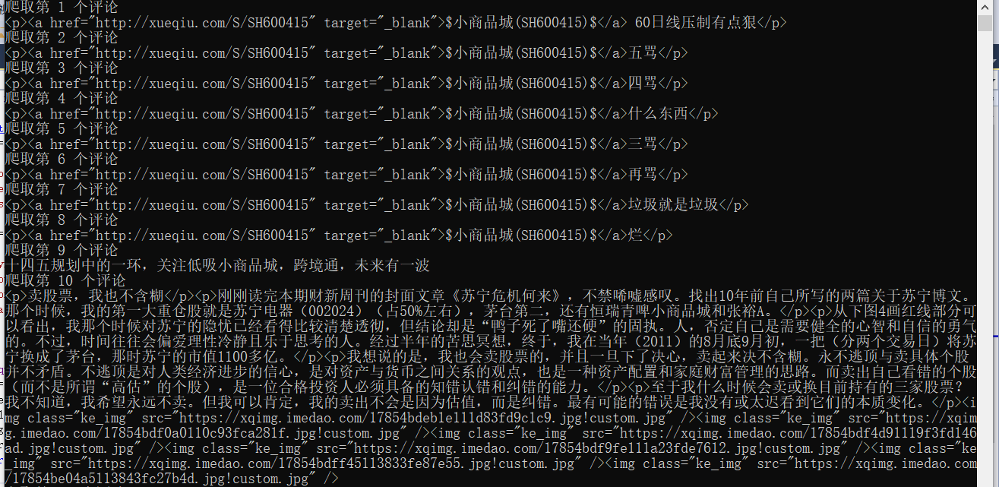 爬取第 1 个评论
<p><a href="http://xueqiu.com/S/SH600415" target="_blank">$小商品城(SH600415)$</a> 60日线压制有点狠</p>
爬取第 2 个评论
<p><a href="http://xueqiu.com/S/SH600415" target="_blank">$小商品城(SH600415)$</a>五骂</p>
爬取第 3 个评论
<p><a href="http://xueqiu.com/S/SH600415" target="_blank">$小商品城(SH600415)$</a>四骂</p>
爬取第 4 个评论
<p><a href="http://xueqiu.com/S/SH600415" target="_blank">$小商品城(SH600415)$</a>什么东西</p>
爬取第 5 个评论
<p><a href="http://xueqiu.com/S/SH600415" target="_blank">$小商品城(SH600415)$</a>三骂</p>
爬取第 6 个评论
<p><a href="http://xueqiu.com/S/SH600415" target="_blank">$小商品城(SH600415)$</a>再骂</p>
爬取第 7 个评论
<p><a href="http://xueqiu.com/S/SH600415" target="_blank">$小商品城(SH600415)$</a>垃圾就是垃圾</p>
爬取第 8 个评论
<p><a href="http://xueqiu.com/S/SH600415" target="_blank">$小商品城(SH600415)$</a>烂</p>
爬取第 9 个评论
十四五规划中的一环，关注低吸小商品城，跨境通，未来有一波
爬取第 10 个评论
<p>卖股票，我也不含糊</p><p>刚刚读完本期财新周刊的封面文章《苏宁危机何来》，不禁唏嘘感叹。找出10年前自己所写的两篇关于苏宁博文。
那个时候，我的第一大重仓股就是苏宁电器（002024）（占50%左右），茅台第二，还有恒瑞青啤小商品城和张裕A。</p><p>从下图4画红线部分可
以看出，我那个时候对苏宁的隐忧已经看得比较清楚透彻，但结论却是“鸭子死了嘴还硬”的固执。人，否定自己是需要健全的心智和自信的勇气
的。不过，时间往往会偏爱理性冷静且乐于思考的人。经过半年的苦思冥想，终于，我在当年（2011）的8月底9月初，一把（分两个交易日）将苏
宁换成了茅台，那时苏宁的市值1100多亿。</p><p>我想说的是，我也会卖股票的，并且一旦下了决心，卖起来决不含糊。永不逃顶与卖具体个股
并不矛盾。不逃顶是对人类经济进步的信心，是对资产与货币之间关系的观点，也是一种资产配置和家庭财富管理的思路。而卖出自己看错的个股
（而不是所谓“高估”的个股），是一位合格投资人必须具备的知错认错和纠错的能力。</p><p>至于我什么时候会卖或换目前持有的三家股票？
我不知道，我希望永远不卖。但我可以肯定，我的卖出不会是因为估值，而是纠错。最有可能的错误是我没有或太迟看到它们的本质变化。</p><i
mg class="ke_img" src="https://xqimg.imedao.com/17854bdeb1e111d83fd9c1c9.jpg!custom.jpg" /><img class="ke_img" src="https://xqim
g.imedao.com/17854bdf0a0110c93fca281f.jpg!custom.jpg" /><img class="ke_img" src="https://xqimg.imedao.com/17854bdf4d91119f3fd146
ad.jpg!custom.jpg" /><img class="ke_img" src="https://xqimg.imedao.com/17854bdf9fe111a23fde7612.jpg!custom.jpg" /><img class="ke
_img" src="https://xqimg.imedao.com/17854bdff45113833fe87e55.jpg!custom.jpg" /><img class="ke_img" src="https://xqimg.imedao.com
/17854be04a5113843fc27b4d.jpg!custom.jpg" />